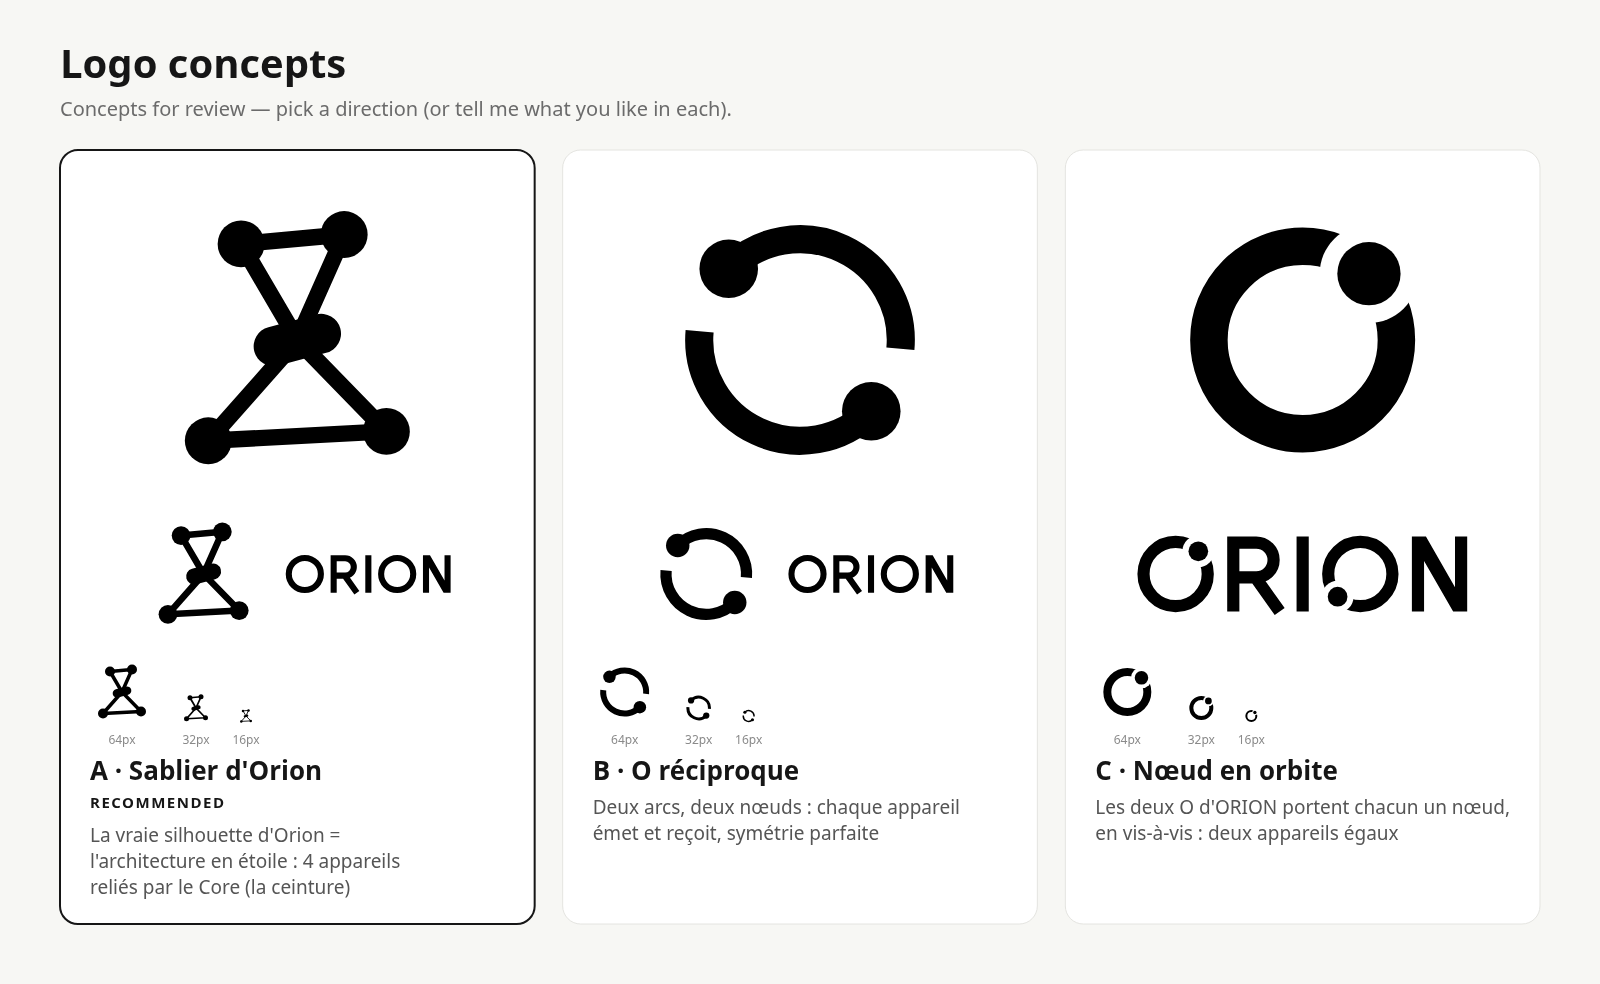 Logo concepts
Concepts for review — pick a direction (or tell me what you like in each).
ORION
64px 32px 16px
A · Sablier d'Orion
RECOMMENDED
La vraie silhouette d'Orion =
l'architecture en étoile : 4 appareils
reliés par le Core (la ceinture)
ORION
64px 32px 16px
B · O réciproque
Deux arcs, deux nœuds : chaque appareil
émet et reçoit, symétrie parfaite
ORION
64px 32px 16px
C · Nœud en orbite
Les deux O d'ORION portent chacun un nœud,
en vis-à-vis : deux appareils égaux